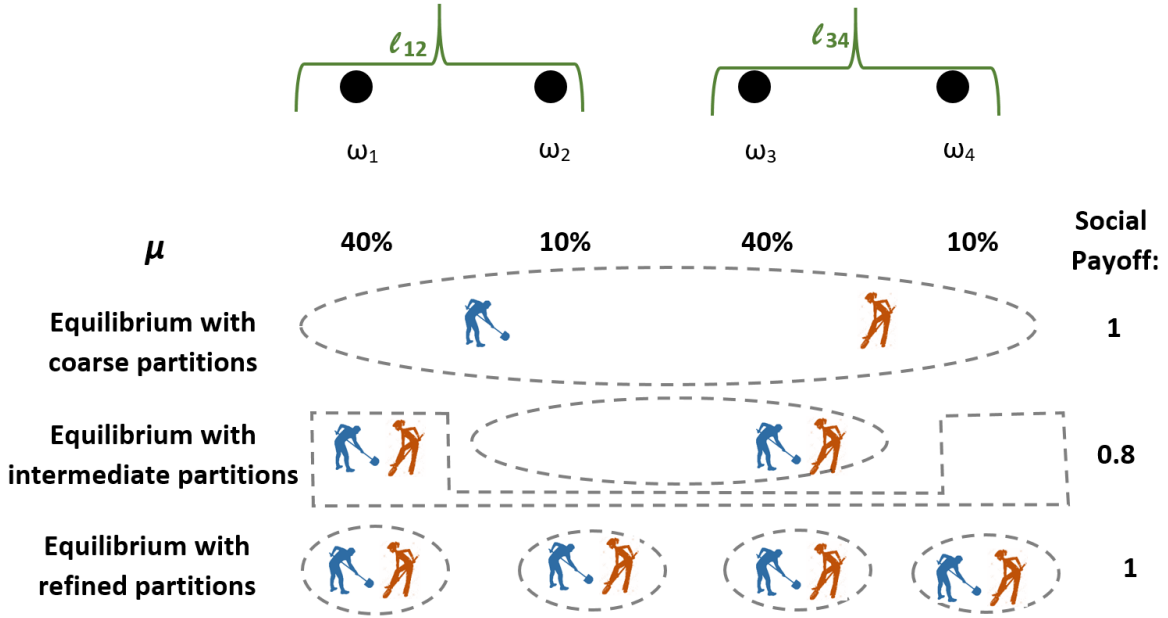 ℓ12 ℓ34
ω1 ω2 ω3 ω4
μ 40% 10% 40% 10% Social
Payoff:
Equilibrium with
coarse partitions 1
Equilibrium with
intermediate partitions 0.8
Equilibrium with
refined partitions 1